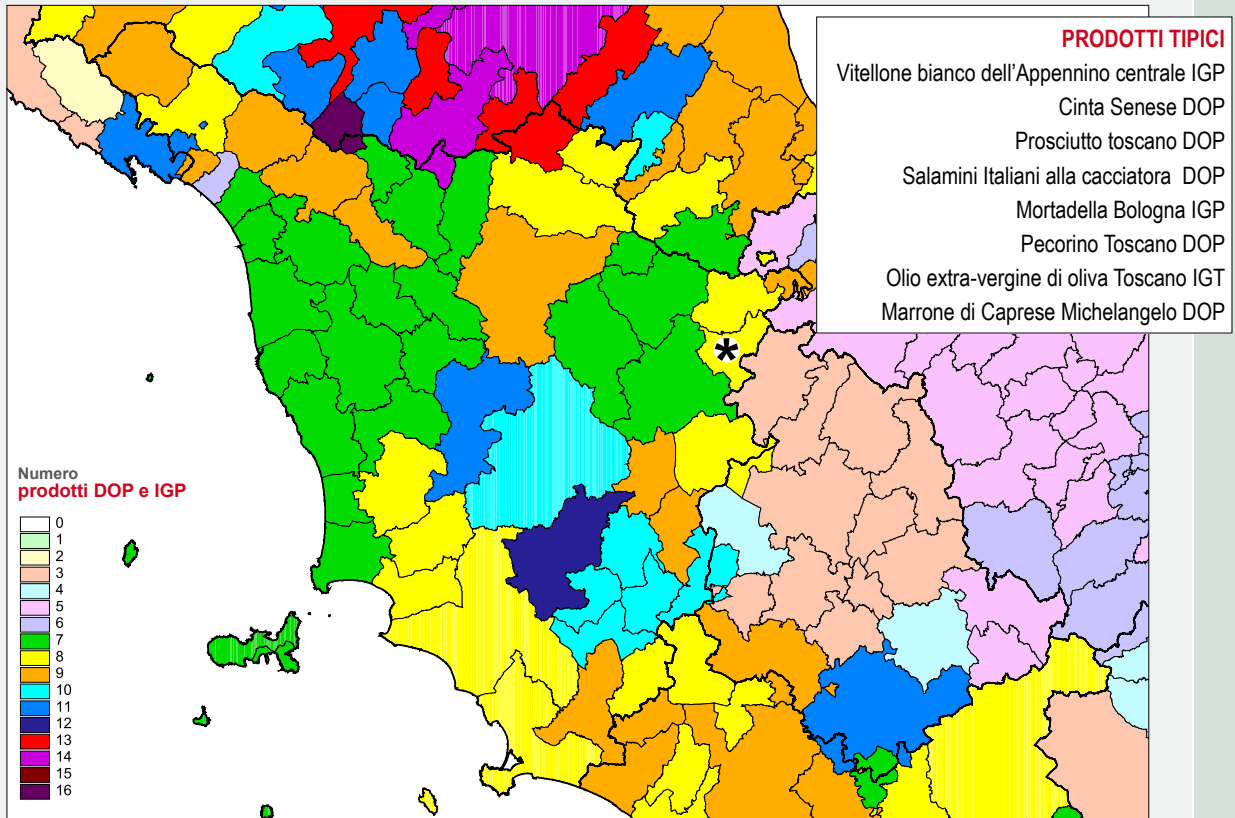 PRODOTTI TIPICI
Vitellone bianco dell'Appennino centrale IGP
Cinta Senese DOP
Prosciutto toscano DOP
Salamini Italiani alla cacciatora DOP
Mortadella Bologna IGP
Pecorino Toscano DOP
Olio extra-vergine di oliva Toscano IGT
Marrone di Caprese Michelangelo DOP
*
Numero
prodotti DOP e IGP
0
1
2
3
4
5
6
7
8
9
10
11
12
13
14
15
16